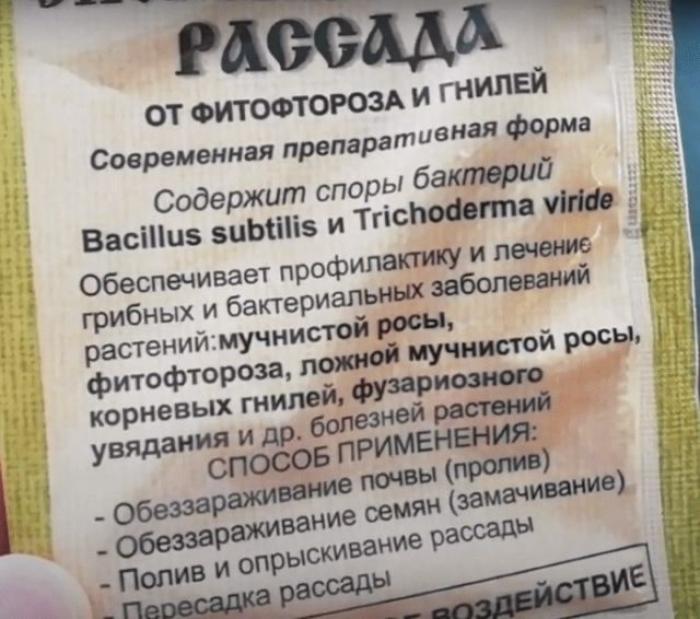 РАССАДА
ОТ ФИТОФТОРОЗА И ГНИЛЕЙ
Современная препаративная форма
Содержит споры бактерий
Bacillus subtilis и Trichoderma viride
Обеспечивает профилактику и лечение
грибных и бактериальных заболеваний
растений:мучнистой росы,
фитофтороза, ложной мучнистой росы,
корневых гнилей, фузариозного
увядания и др. болезней растений
СПОСОБ ПРИМЕНЕНИЯ:
- Обеззараживание почвы (пролив)
- Обеззараживание семян (замачивание)
- Полив и опрыскивание рассады
- Пересадка рассады
ВОЗДЕЙСТВИЕ